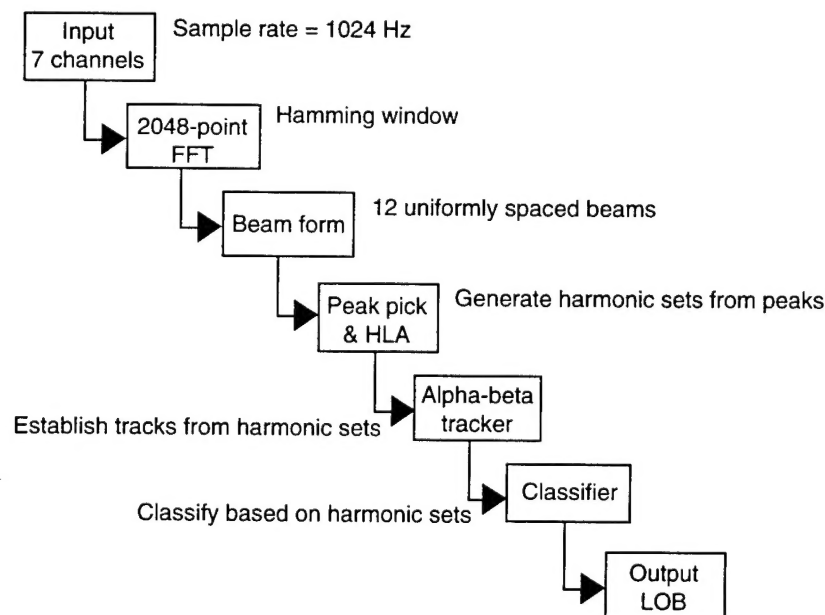 Input
7 channels
Sample rate = 1024 Hz
2048-point
FFT
Hamming window
Beam form
12 uniformly spaced beams
Peak pick
& HLA
Generate harmonic sets from peaks
Alpha-beta
tracker
Establish tracks from harmonic sets
Classifier
Classify based on harmonic sets
Output
LOB